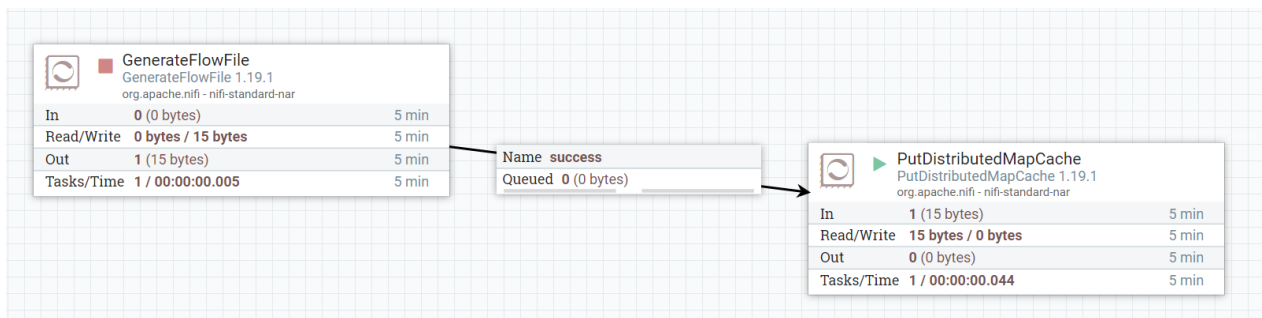 GenerateFlowFile
GenerateFlowFile 1.19.1
org.apache.nifi - nifi-standard-nar
In 0 (0 bytes) 5 min
Read/Write 0 bytes / 15 bytes 5 min
Out 1 (15 bytes) 5 min
Tasks/Time 1 / 00:00:00.005 5 min
Name success
Queued 0 (0 bytes)
PutDistributedMapCache
PutDistributedMapCache 1.19.1
org.apache.nifi - nifi-standard-nar
In 1 (15 bytes) 5 min
Read/Write 15 bytes / 0 bytes 5 min
Out 0 (0 bytes) 5 min
Tasks/Time 1 / 00:00:00.044 5 min